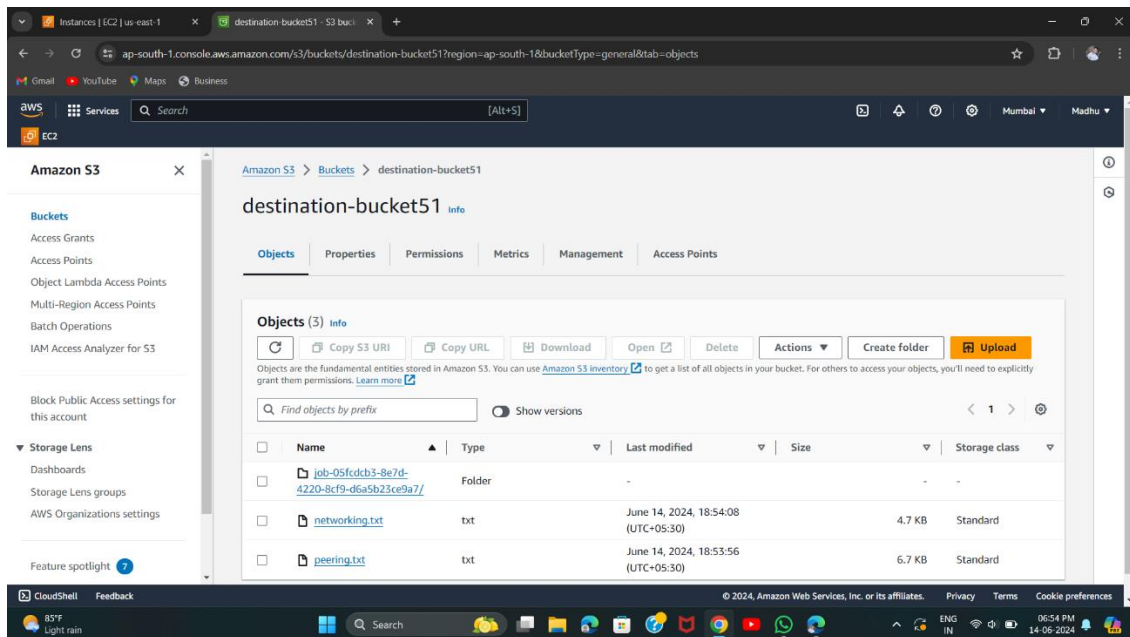 Instances | EC2 | us-east-1
destination-bucket51 - S3 buck
ap-south-1.console.aws.amazon.com/s3/buckets/destination-bucket51?region=ap-south-1&bucketType=general&tab=objects
Gmail YouTube Maps Business
aws Services Search [Alt+S] Mumbai ▼ Madhu ▼
EC2
Amazon S3
Buckets
Access Grants
Access Points
Object Lambda Access Points
Multi-Region Access Points
Batch Operations
IAM Access Analyzer for S3
Block Public Access settings for
this account
Storage Lens
Dashboards
Storage Lens groups
AWS Organizations settings
Feature spotlight 7
Amazon S3 > Buckets > destination-bucket51
destination-bucket51 Info
Objects Properties Permissions Metrics Management Access Points
Objects (3) Info
Copy S3 URI Copy URL Download Open Delete Actions ▼ Create folder Upload
Objects are the fundamental entities stored in Amazon S3. You can use Amazon S3 inventory to get a list of all objects in your bucket. For others to access your objects, you'll need to explicitly
grant them permissions. Learn more
Find objects by prefix Show versions < 1 >
Name Type Last modified Size Storage class
job-05fcdcb3-8e7d-
4220-8cf9-d6a5b23ce9a7/ Folder - - -
networking.txt txt June 14, 2024, 18:54:08
(UTC+05:30) 4.7 KB Standard
peering.txt txt June 14, 2024, 18:53:56
(UTC+05:30) 6.7 KB Standard
CloudShell Feedback © 2024, Amazon Web Services, Inc. or its affiliates. Privacy Terms Cookie preferences
85°F
Light rain
Search
ENG
IN
06:54 PM
14-06-2024